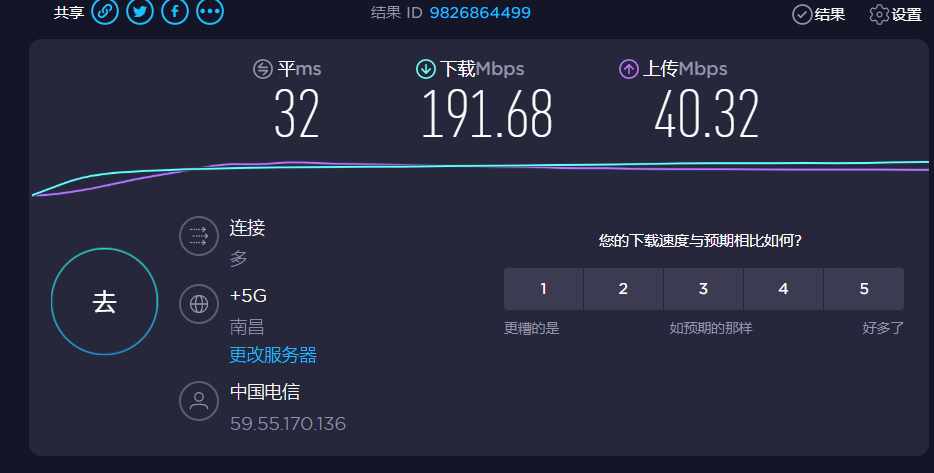 共享
结果 ID 9826864499
结果
设置
平ms
32
下载Mbps
191.68
上传Mbps
40.32
去
连接
多
+5G
南昌
更改服务器
中国电信
59.55.170.136
您的下载速度与预期相比如何?
1 2 3 4 5
更糟的是 如预期的那样 好多了